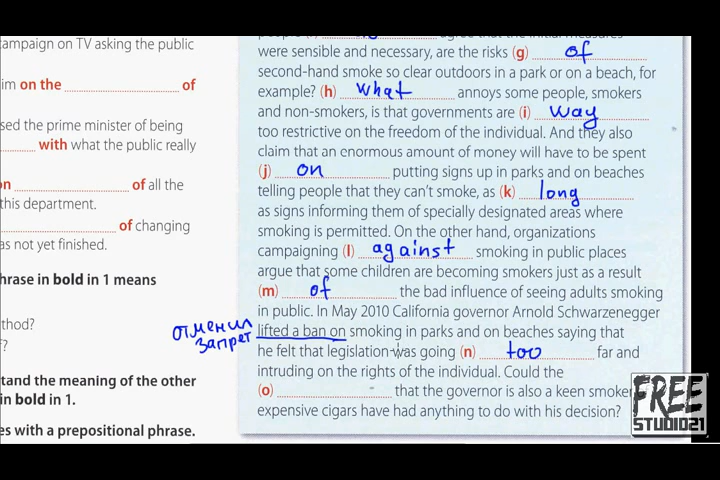 campaign on TV asking the public
im on the of
sed the prime minister of being
with what the public really
on of all the
this department.
of changing
as not yet finished.
hrase in bold in 1 means
thod?
f?
tand the meaning of the other
in bold in 1.
es with a prepositional phrase.
agree that the initial measures
were sensible and necessary, are the risks (g) of
second-hand smoke so clear outdoors in a park or on a beach, for
example? (h) what annoys some people, smokers
and non-smokers, is that governments are (i) way
too restrictive on the freedom of the individual. And they also
claim that an enormous amount of money will have to be spent
(j) on putting signs up in parks and on beaches
telling people that they can't smoke, as (k) long
as signs informing them of specially designated areas where
smoking is permitted. On the other hand, organizations
campaigning (l) against smoking in public places
argue that some children are becoming smokers just as a result
(m) of the bad influence of seeing adults smoking
in public. In May 2010 California governor Arnold Schwarzenegger
отменил запрет
lifted a ban on smoking in parks and on beaches saying that
he felt that legislation was going (n) too far and
intruding on the rights of the individual. Could the
(o) that the governor is also a keen smoker
expensive cigars have had anything to do with his decision?
FREE
STUDIO21